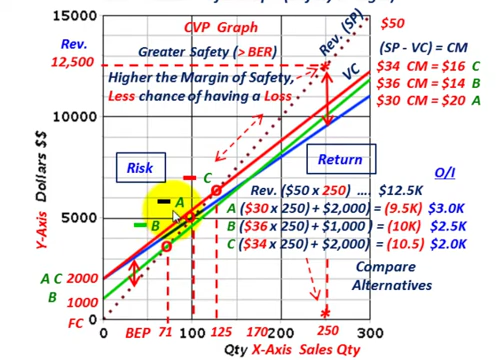 15000
CVP Graph
$50
Rev.
12,500
Greater Safety (> BER)
Rev. (SP)
(SP - VC) = CM
Higher the Margin of Safety,
Less chance of having a Loss
VC
$34 CM = $16 C
$36 CM = $14 B
$30 CM = $20 A
10000
Y-Axis Dollars $$
Risk
C
Return
O/I
A
Rev. ($50 x 250) .... $12.5K
5000
A ($30 x 250) + $2,000) = (9.5K) $3.0K
B
B ($36 x 250) + $1,000 ) = (10K) $2.5K
C ($34 x 250) + $2,000) = (10.5) $2.0K
A C 2000
B 1000
Compare
Alternatives
FC 0
BEP 71 125 170 250
0 100 200 300
Qty X-Axis Sales Qty